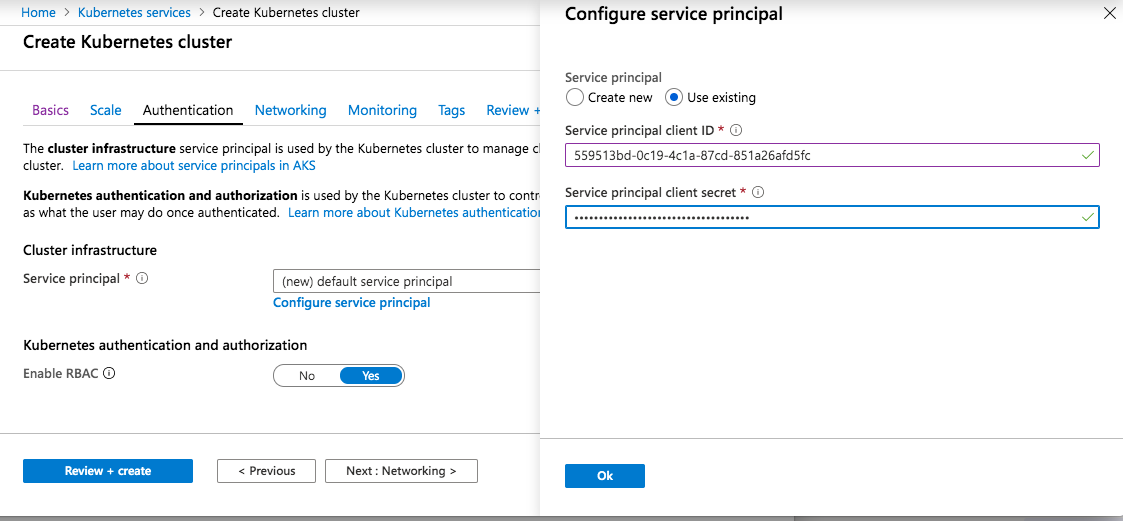 Home > Kubernetes services > Create Kubernetes cluster
Create Kubernetes cluster
Basics Scale Authentication Networking Monitoring Tags Review +
The cluster infrastructure service principal is used by the Kubernetes cluster to manage cl
cluster. Learn more about service principals in AKS
Kubernetes authentication and authorization is used by the Kubernetes cluster to contr
as what the user may do once authenticated. Learn more about Kubernetes authentication
Cluster infrastructure
Service principal *
(new) default service principal
Configure service principal
Kubernetes authentication and authorization
Enable RBAC
No Yes
Review + create
< Previous
Next : Networking >
Configure service principal
Service principal
Create new Use existing
Service principal client ID *
559513bd-0c19-4c1a-87cd-851a26afd5fc
Service principal client secret *
Ok